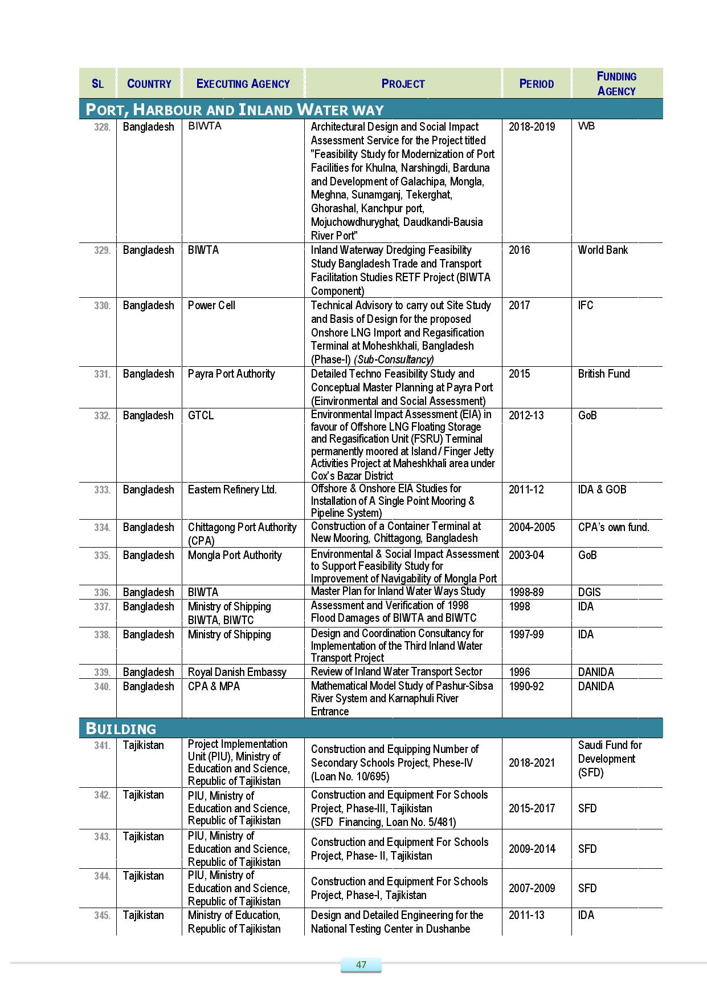 SL COUNTRY EXECUTING AGENCY PROJECT PERIOD FUNDING AGENCY
PORT, HARBOUR AND INLAND WATER WAY
328. Bangladesh BIWTA Architectural Design and Social Impact 2018-2019 WB
Assessment Service for the Project titled
"Feasibility Study for Modernization of Port
Facilities for Khulna, Narshingdi, Barduna
and Development of Galachipa, Mongla,
Meghna, Sunamganj, Tekerghat,
Ghorashal, Kanchpur port,
Mojuchowdhuryghat, Daudkandi-Bausia
River Port"
329. Bangladesh BIWTA Inland Waterway Dredging Feasibility 2016 World Bank
Study Bangladesh Trade and Transport
Facilitation Studies RETF Project (BIWTA
Component)
330. Bangladesh Power Cell Technical Advisory to carry out Site Study 2017 IFC
and Basis of Design for the proposed
Onshore LNG Import and Regasification
Terminal at Moheshkhali, Bangladesh
(Phase-I) (Sub-Consultancy)
331. Bangladesh Payra Port Authority Detailed Techno Feasibility Study and 2015 British Fund
Conceptual Master Planning at Payra Port
(Einvironmental and Social Assessment)
332. Bangladesh GTCL Environmental Impact Assessment (EIA) in 2012-13 GoB
favour of Offshore LNG Floating Storage
and Regasification Unit (FSRU) Terminal
permanently moored at Island / Finger Jetty
Activities Project at Maheshkhali area under
Cox's Bazar District
333. Bangladesh Eastern Refinery Ltd. Offshore & Onshore EIA Studies for 2011-12 IDA & GOB
Installation of A Single Point Mooring &
Pipeline System)
334. Bangladesh Chittagong Port Authority Construction of a Container Terminal at 2004-2005 CPA’s own fund.
(CPA) New Mooring, Chittagong, Bangladesh
335. Bangladesh Mongla Port Authority Environmental & Social Impact Assessment 2003-04 GoB
to Support Feasibility Study for
Improvement of Navigability of Mongla Port
336. Bangladesh BIWTA Master Plan for Inland Water Ways Study 1998-89 DGIS
337. Bangladesh Ministry of Shipping Assessment and Verification of 1998 1998 IDA
BIWTA, BIWTC Flood Damages of BIWTA and BIWTC
338. Bangladesh Ministry of Shipping Design and Coordination Consultancy for 1997-99 IDA
Implementation of the Third Inland Water
Transport Project
339. Bangladesh Royal Danish Embassy Review of Inland Water Transport Sector 1996 DANIDA
340. Bangladesh CPA & MPA Mathematical Model Study of Pashur-Sibsa 1990-92 DANIDA
River System and Karnaphuli River
Entrance
BUILDING
341. Tajikistan Project Implementation Construction and Equipping Number of Saudi Fund for
Unit (PIU), Ministry of Secondary Schools Project, Phese-IV 2018-2021 Development
Education and Science, (Loan No. 10/695) (SFD)
Republic of Tajikistan
342. Tajikistan PIU, Ministry of Construction and Equipment For Schools
Education and Science, Project, Phase-III, Tajikistan 2015-2017 SFD
Republic of Tajikistan (SFD Financing, Loan No. 5/481)
343. Tajikistan PIU, Ministry of Construction and Equipment For Schools
Education and Science, Project, Phase- II, Tajikistan 2009-2014 SFD
Republic of Tajikistan
344. Tajikistan PIU, Ministry of Construction and Equipment For Schools
Education and Science, Project, Phase-I, Tajikistan 2007-2009 SFD
Republic of Tajikistan
345. Tajikistan Ministry of Education, Design and Detailed Engineering for the 2011-13 IDA
Republic of Tajikistan National Testing Center in Dushanbe
47